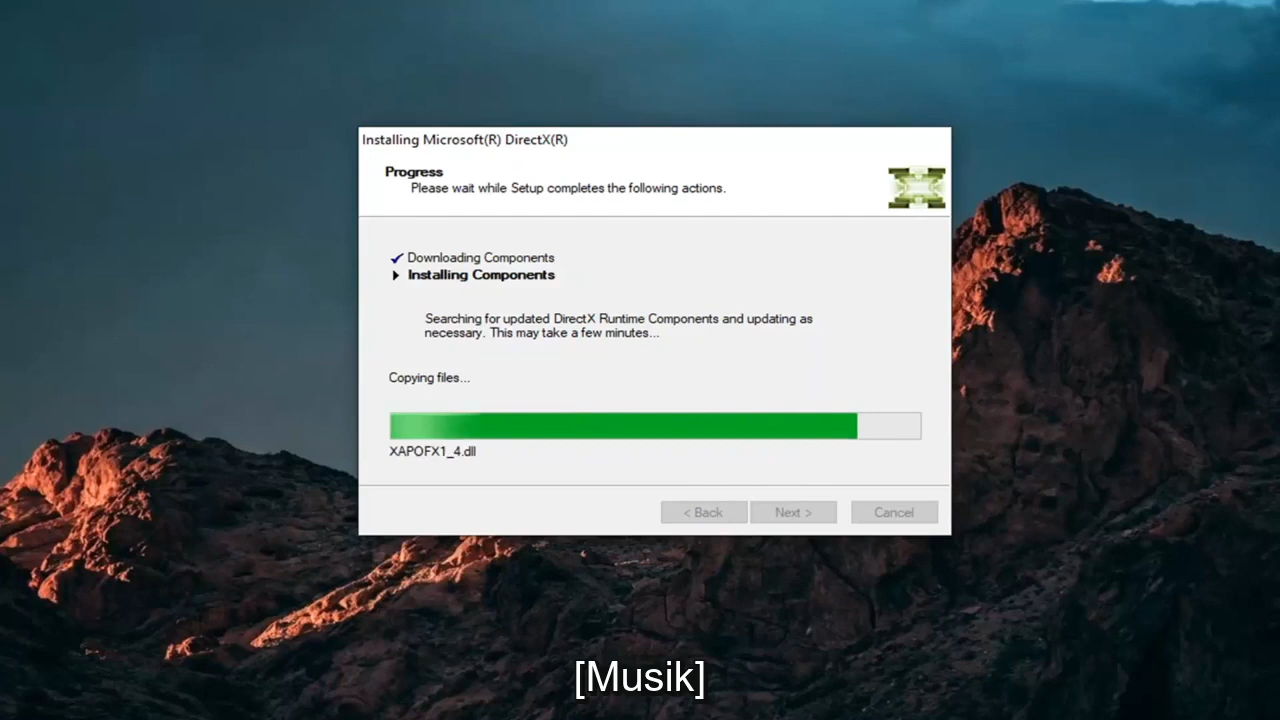 Installing Microsoft(R) DirectX(R)
Progress
Please wait while Setup completes the following actions.
Downloading Components
Installing Components
Searching for updated DirectX Runtime Components and updating as
necessary. This may take a few minutes...
Copying files...
XAPOFX1_4.dll
< Back
Next >
Cancel
[Musik]